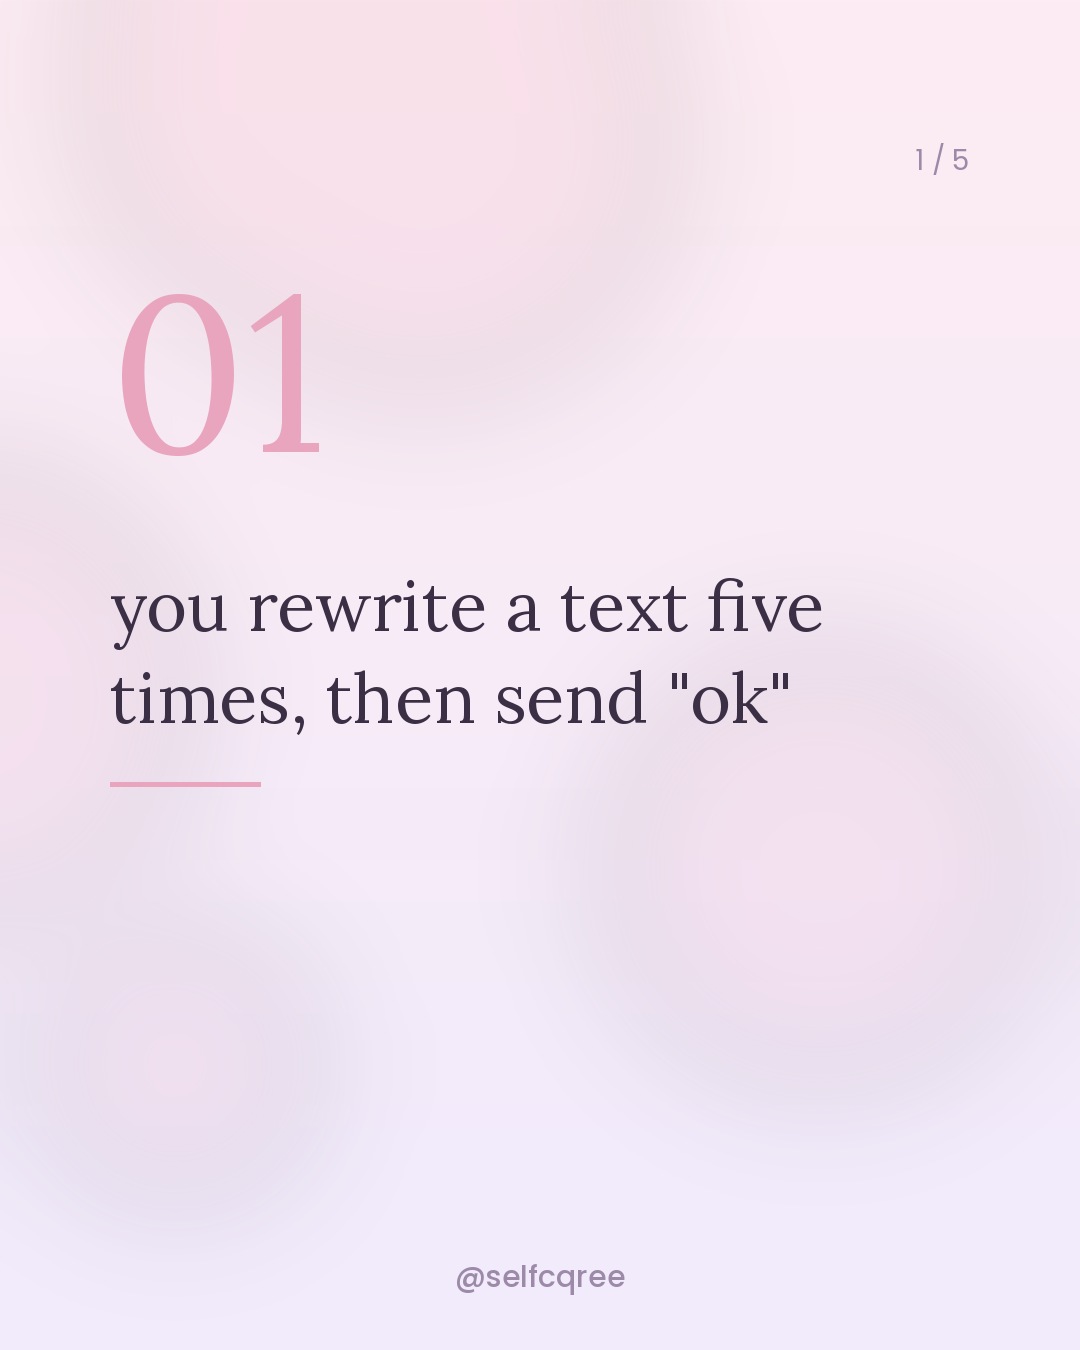 1 / 5
01
you rewrite a text five
times, then send "ok"
@selfcqree